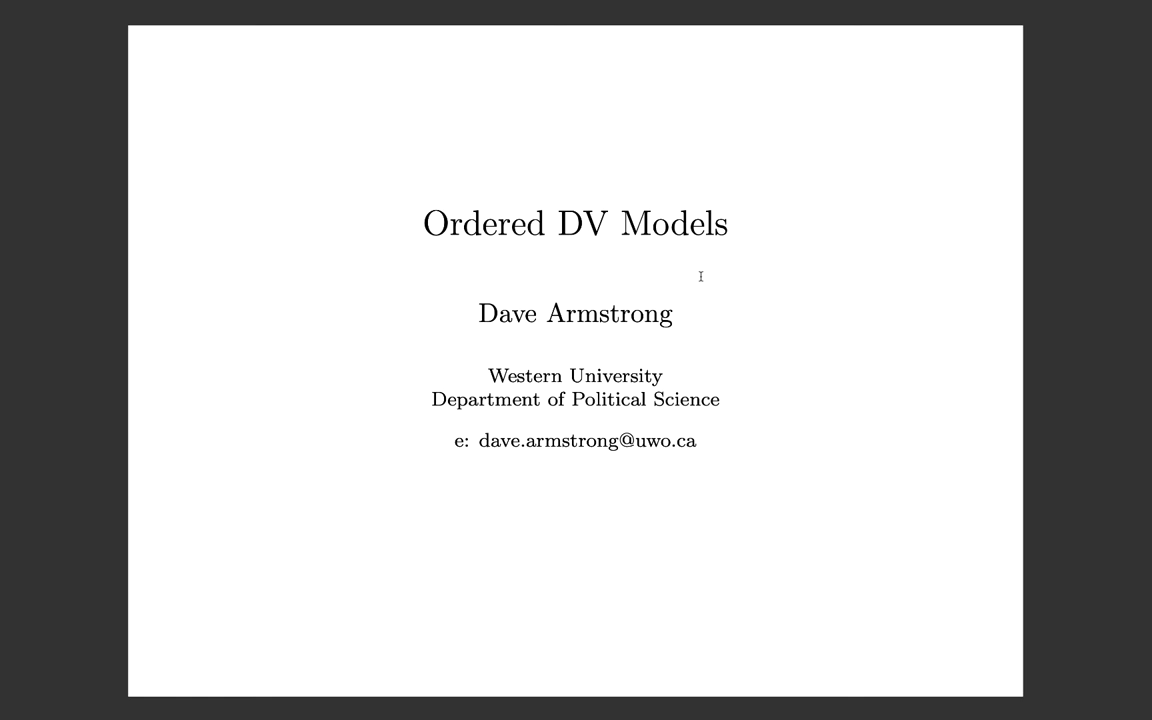 Ordered DV Models
Dave Armstrong
Western University
Department of Political Science
e: dave.armstrong@uwo.ca